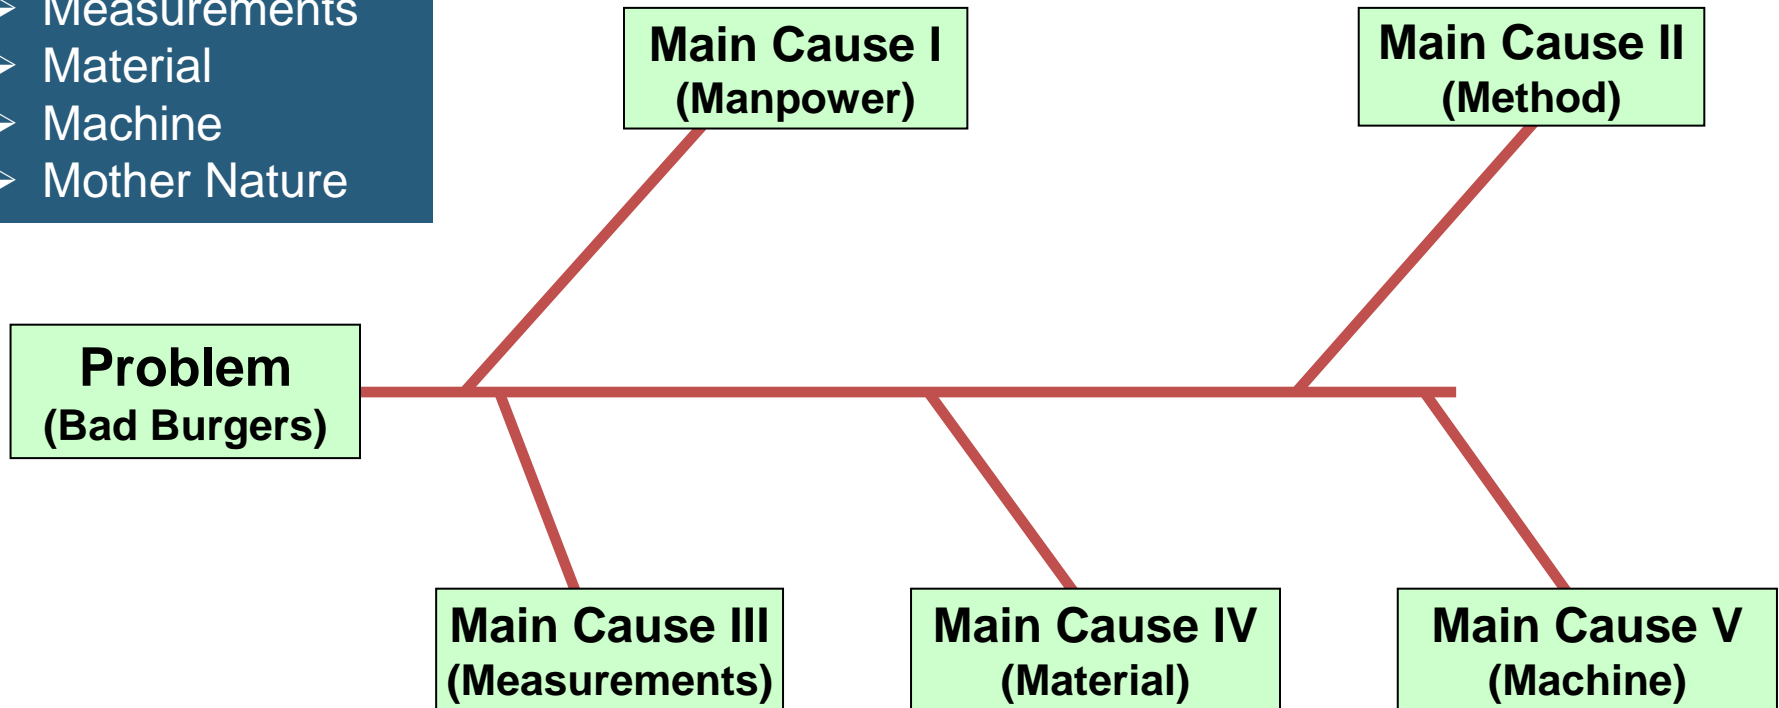 Measurements
Material
Machine
Mother Nature
Main Cause I
(Manpower)
Main Cause II
(Method)
Problem
(Bad Burgers)
Main Cause III
(Measurements)
Main Cause IV
(Material)
Main Cause V
(Machine)